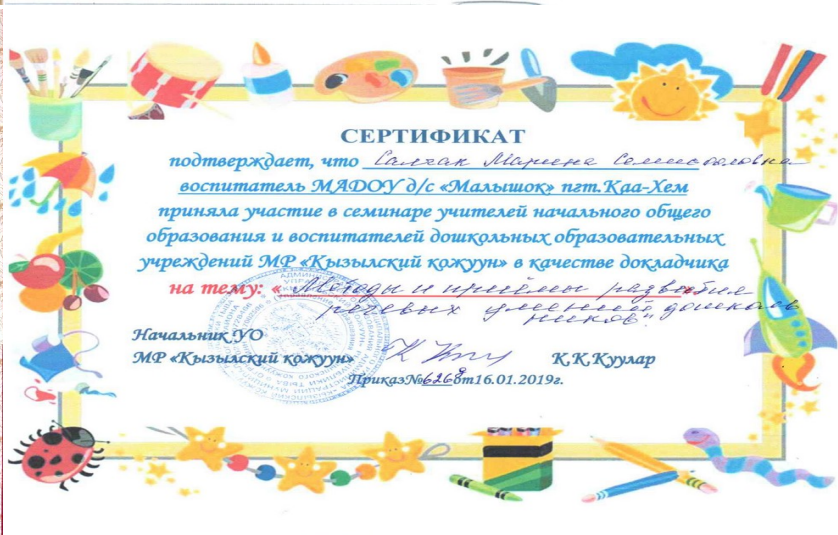 СЕРТИФИКАТ
подтверждает, что Салчак Марина
воспитатель МАДОУ д/с «Малышок» пгт.Каа-Хем
приняла участие в семинаре учителей начального общего
образования и воспитателей дошкольных образовательных
учреждений МР «Кызылский кожуун» в качестве докладчика
на тему: « Методы и приёмы развития
речевых умений дошколь
ников".
Начальник УО
МР «Кызылский кожуун» К.К.Куулар
Приказ№ от16.01.2019г.